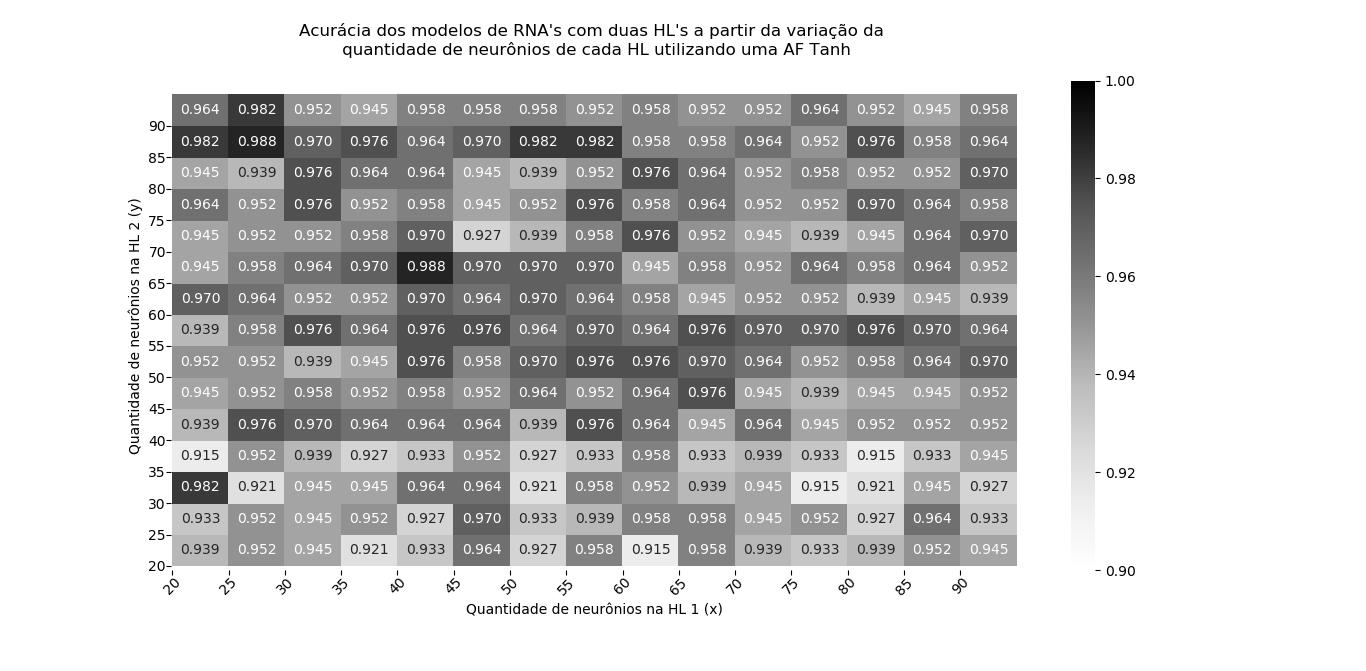 Acurácia dos modelos de RNA's com duas HL's a partir da variação da
quantidade de neurônios de cada HL utilizando uma AF Tanh
1.00
0.964 0.982 0.952 0.945 0.958 0.958 0.958 0.952 0.958 0.952 0.952 0.964 0.952 0.945 0.958
90
0.982 0.988 0.970 0.976 0.964 0.970 0.982 0.982 0.958 0.958 0.964 0.952 0.976 0.958 0.964
85
0.945 0.939 0.976 0.964 0.964 0.945 0.939 0.952 0.976 0.964 0.952 0.958 0.952 0.952 0.970
0.98
80
0.964 0.952 0.976 0.952 0.958 0.945 0.952 0.976 0.958 0.964 0.952 0.952 0.970 0.964 0.958
75
0.945 0.952 0.952 0.958 0.970 0.927 0.939 0.958 0.976 0.952 0.945 0.939 0.945 0.964 0.970
70
0.945 0.958 0.964 0.970 0.988 0.970 0.970 0.970 0.945 0.958 0.952 0.964 0.958 0.964 0.952
0.96
65
0.970 0.964 0.952 0.952 0.970 0.964 0.970 0.964 0.958 0.945 0.952 0.952 0.939 0.945 0.939
60
0.939 0.958 0.976 0.964 0.976 0.976 0.964 0.970 0.964 0.976 0.970 0.970 0.976 0.970 0.964
55
0.952 0.952 0.939 0.945 0.976 0.958 0.970 0.976 0.976 0.970 0.964 0.952 0.958 0.964 0.970
0.94
50
0.945 0.952 0.958 0.952 0.958 0.952 0.964 0.952 0.964 0.976 0.945 0.939 0.945 0.945 0.952
45
0.939 0.976 0.970 0.964 0.964 0.964 0.939 0.976 0.964 0.945 0.964 0.945 0.952 0.952 0.952
40
0.915 0.952 0.939 0.927 0.933 0.952 0.927 0.933 0.958 0.933 0.939 0.933 0.915 0.933 0.945
0.92
35
0.982 0.921 0.945 0.945 0.964 0.964 0.921 0.958 0.952 0.939 0.945 0.915 0.921 0.945 0.927
30
0.933 0.952 0.945 0.952 0.927 0.970 0.933 0.939 0.958 0.958 0.945 0.952 0.927 0.964 0.933
25
0.939 0.952 0.945 0.921 0.933 0.964 0.927 0.958 0.915 0.958 0.939 0.933 0.939 0.952 0.945
20
0.90
20 25 30 35 40 45 50 55 60 65 70 75 80 85 90
Quantidade de neurônios na HL 1 (x)
Quantidade de neurônios na HL 2 (y)